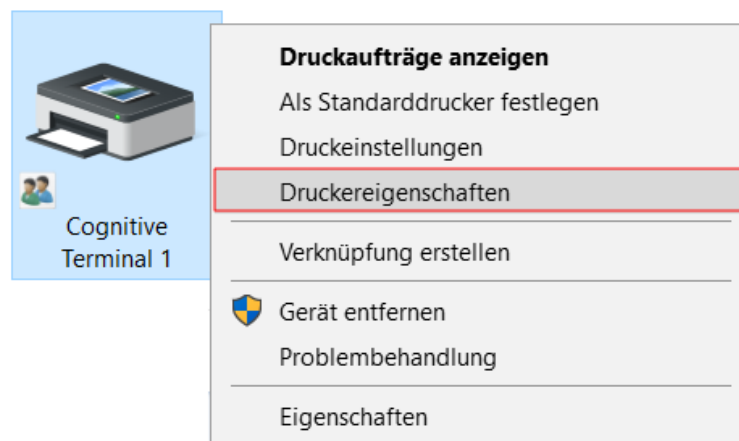 Cognitive
Terminal 1
Druckaufträge anzeigen
Als Standarddrucker festlegen
Druckeinstellungen
Druckereigenschaften
Verknüpfung erstellen
Gerät entfernen
Problembehandlung
Eigenschaften